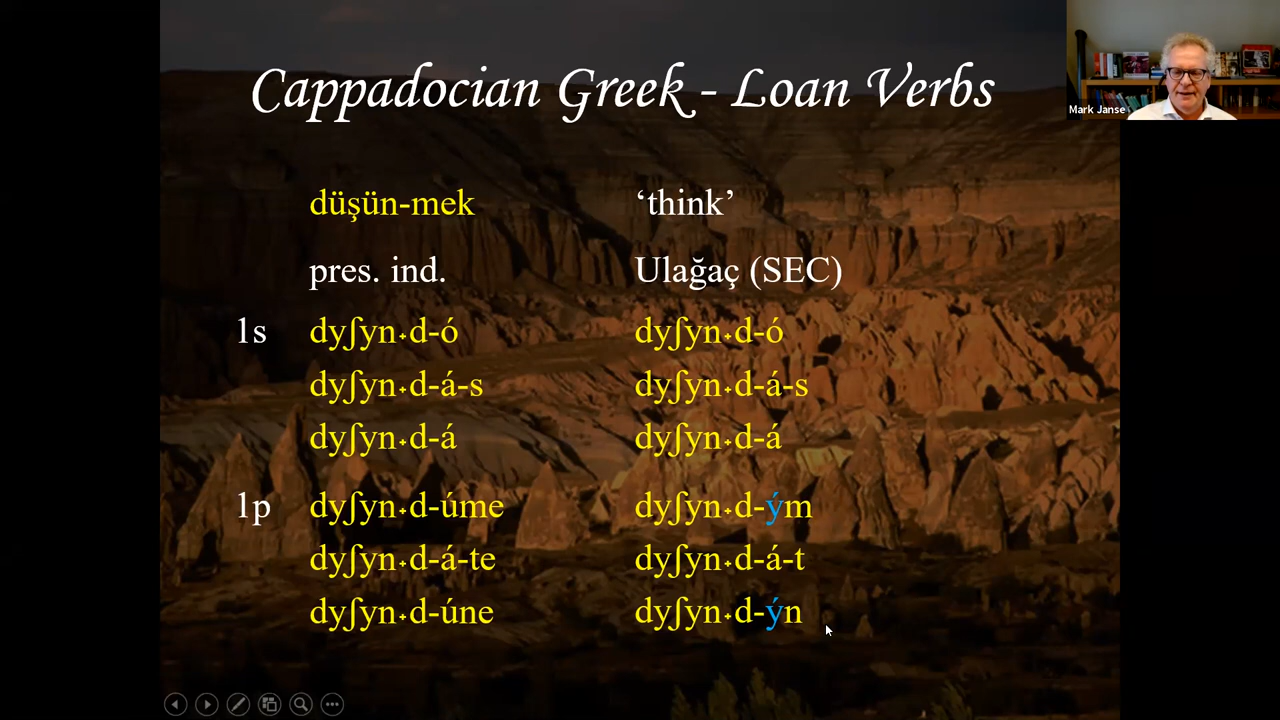 Cappadocian Greek - Loan Verbs
Mark Janse
düşün-mek ‘think’
pres. ind. Ulağaç (SEC)
1s dyʃyn˖d-ó dyʃyn˖d-ó
dyʃyn˖d-á-s dyʃyn˖d-á-s
dyʃyn˖d-á dyʃyn˖d-á
1p dyʃyn˖d-úme dyʃyn˖d-ým
dyʃyn˖d-á-te dyʃyn˖d-á-t
dyʃyn˖d-úne dyʃyn˖d-ýn